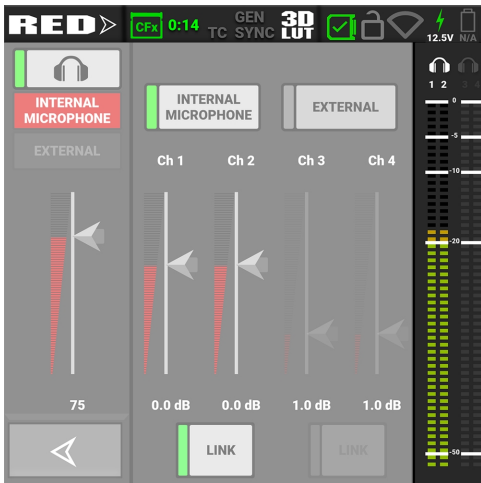 RED
CFx
0:14
GEN
TC SYNC
3D
LUT
12.5V N/A
INTERNAL
MICROPHONE
EXTERNAL
INTERNAL
MICROPHONE
EXTERNAL
Ch 1
Ch 2
Ch 3
Ch 4
75
0.0 dB
0.0 dB
1.0 dB
1.0 dB
LINK
LINK
1 2
3 4
0
-5
-10
-20
-50